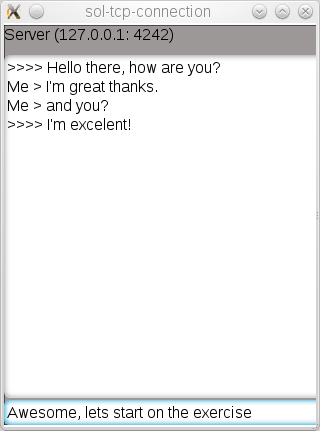 sol-tcp-connection
Server (127.0.0.1: 4242)
>>>> Hello there, how are you?
Me > I'm great thanks.
Me > and you?
>>>> I'm excelent!
Awesome, lets start on the exercise